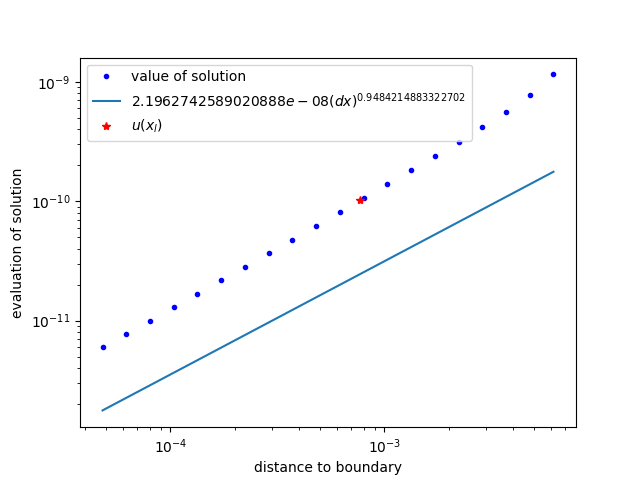 value of solution
2.1962742589020888e − 08(dx)^0.9484214883322702
u(x_l)
10^-9
10^-10
10^-11
evaluation of solution
10^-4
10^-3
distance to boundary